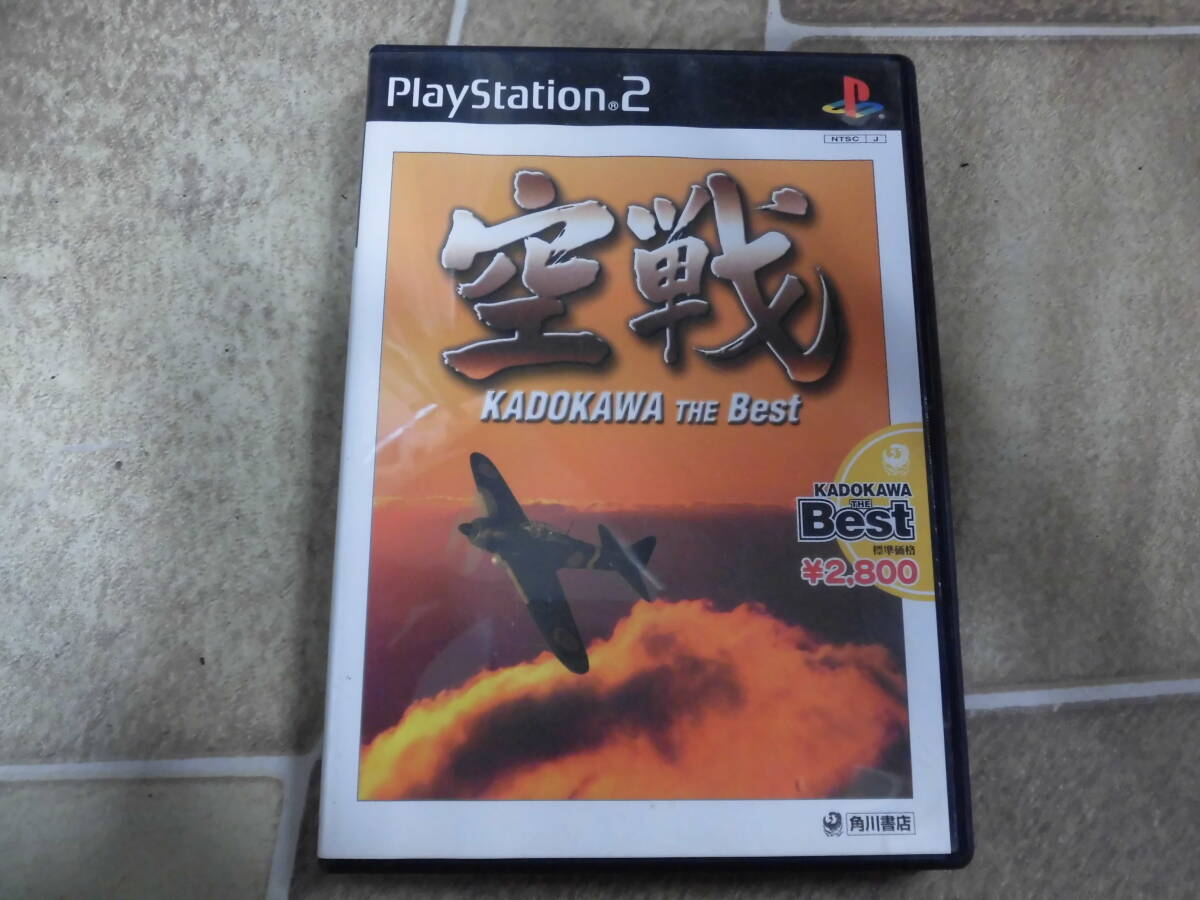 PlayStation®2
NTSC J
空戦
KADOKAWA THE Best
KADOKAWA
THE
Best
標準価格
¥2,800
角川書店